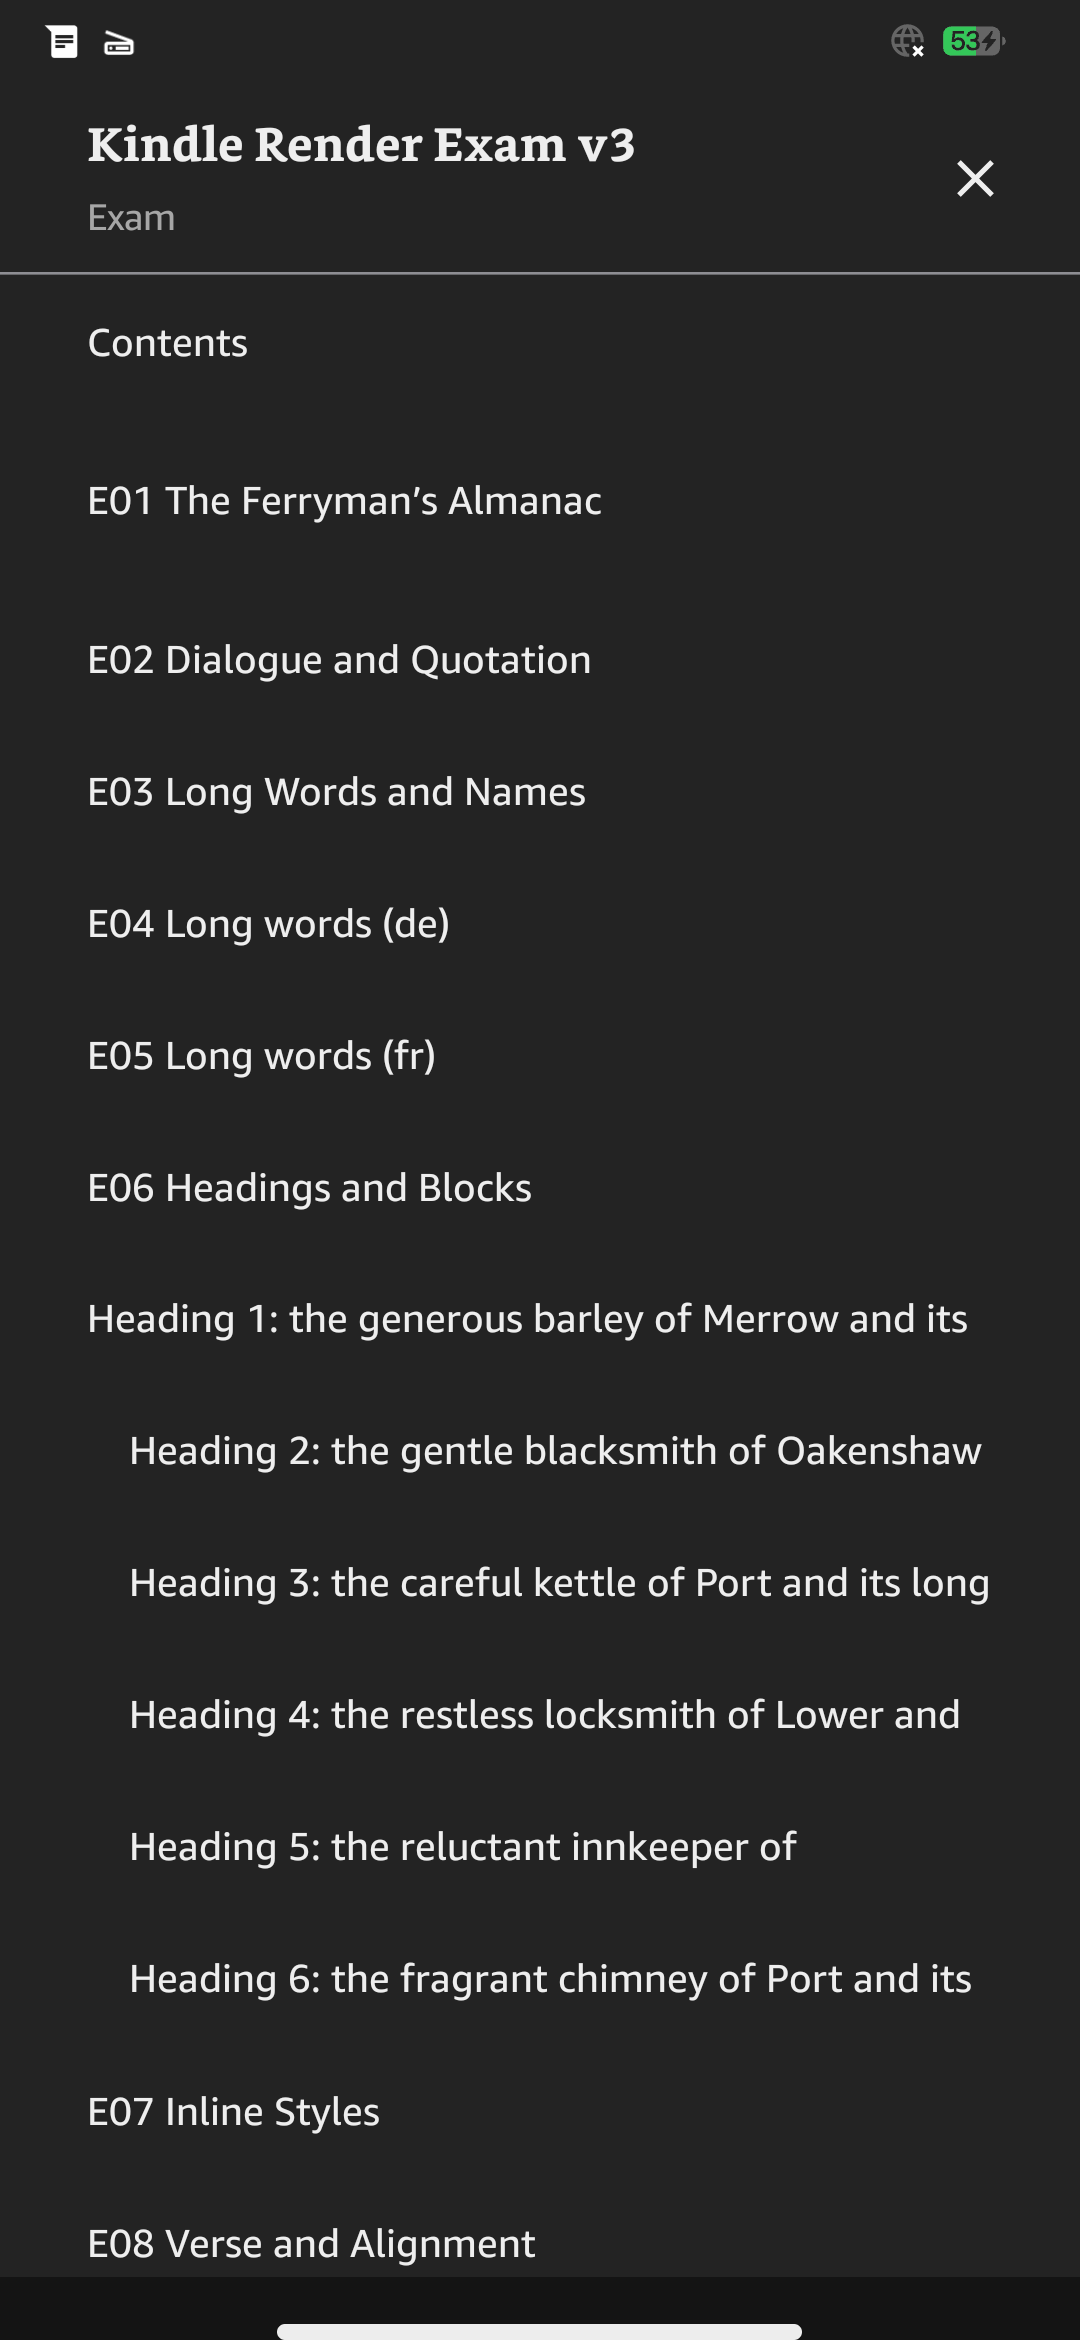 53
Kindle Render Exam v3
Exam
Contents
E01 The Ferryman’s Almanac
E02 Dialogue and Quotation
E03 Long Words and Names
E04 Long words (de)
E05 Long words (fr)
E06 Headings and Blocks
Heading 1: the generous barley of Merrow and its
Heading 2: the gentle blacksmith of Oakenshaw
Heading 3: the careful kettle of Port and its long
Heading 4: the restless locksmith of Lower and
Heading 5: the reluctant innkeeper of
Heading 6: the fragrant chimney of Port and its
E07 Inline Styles
E08 Verse and Alignment